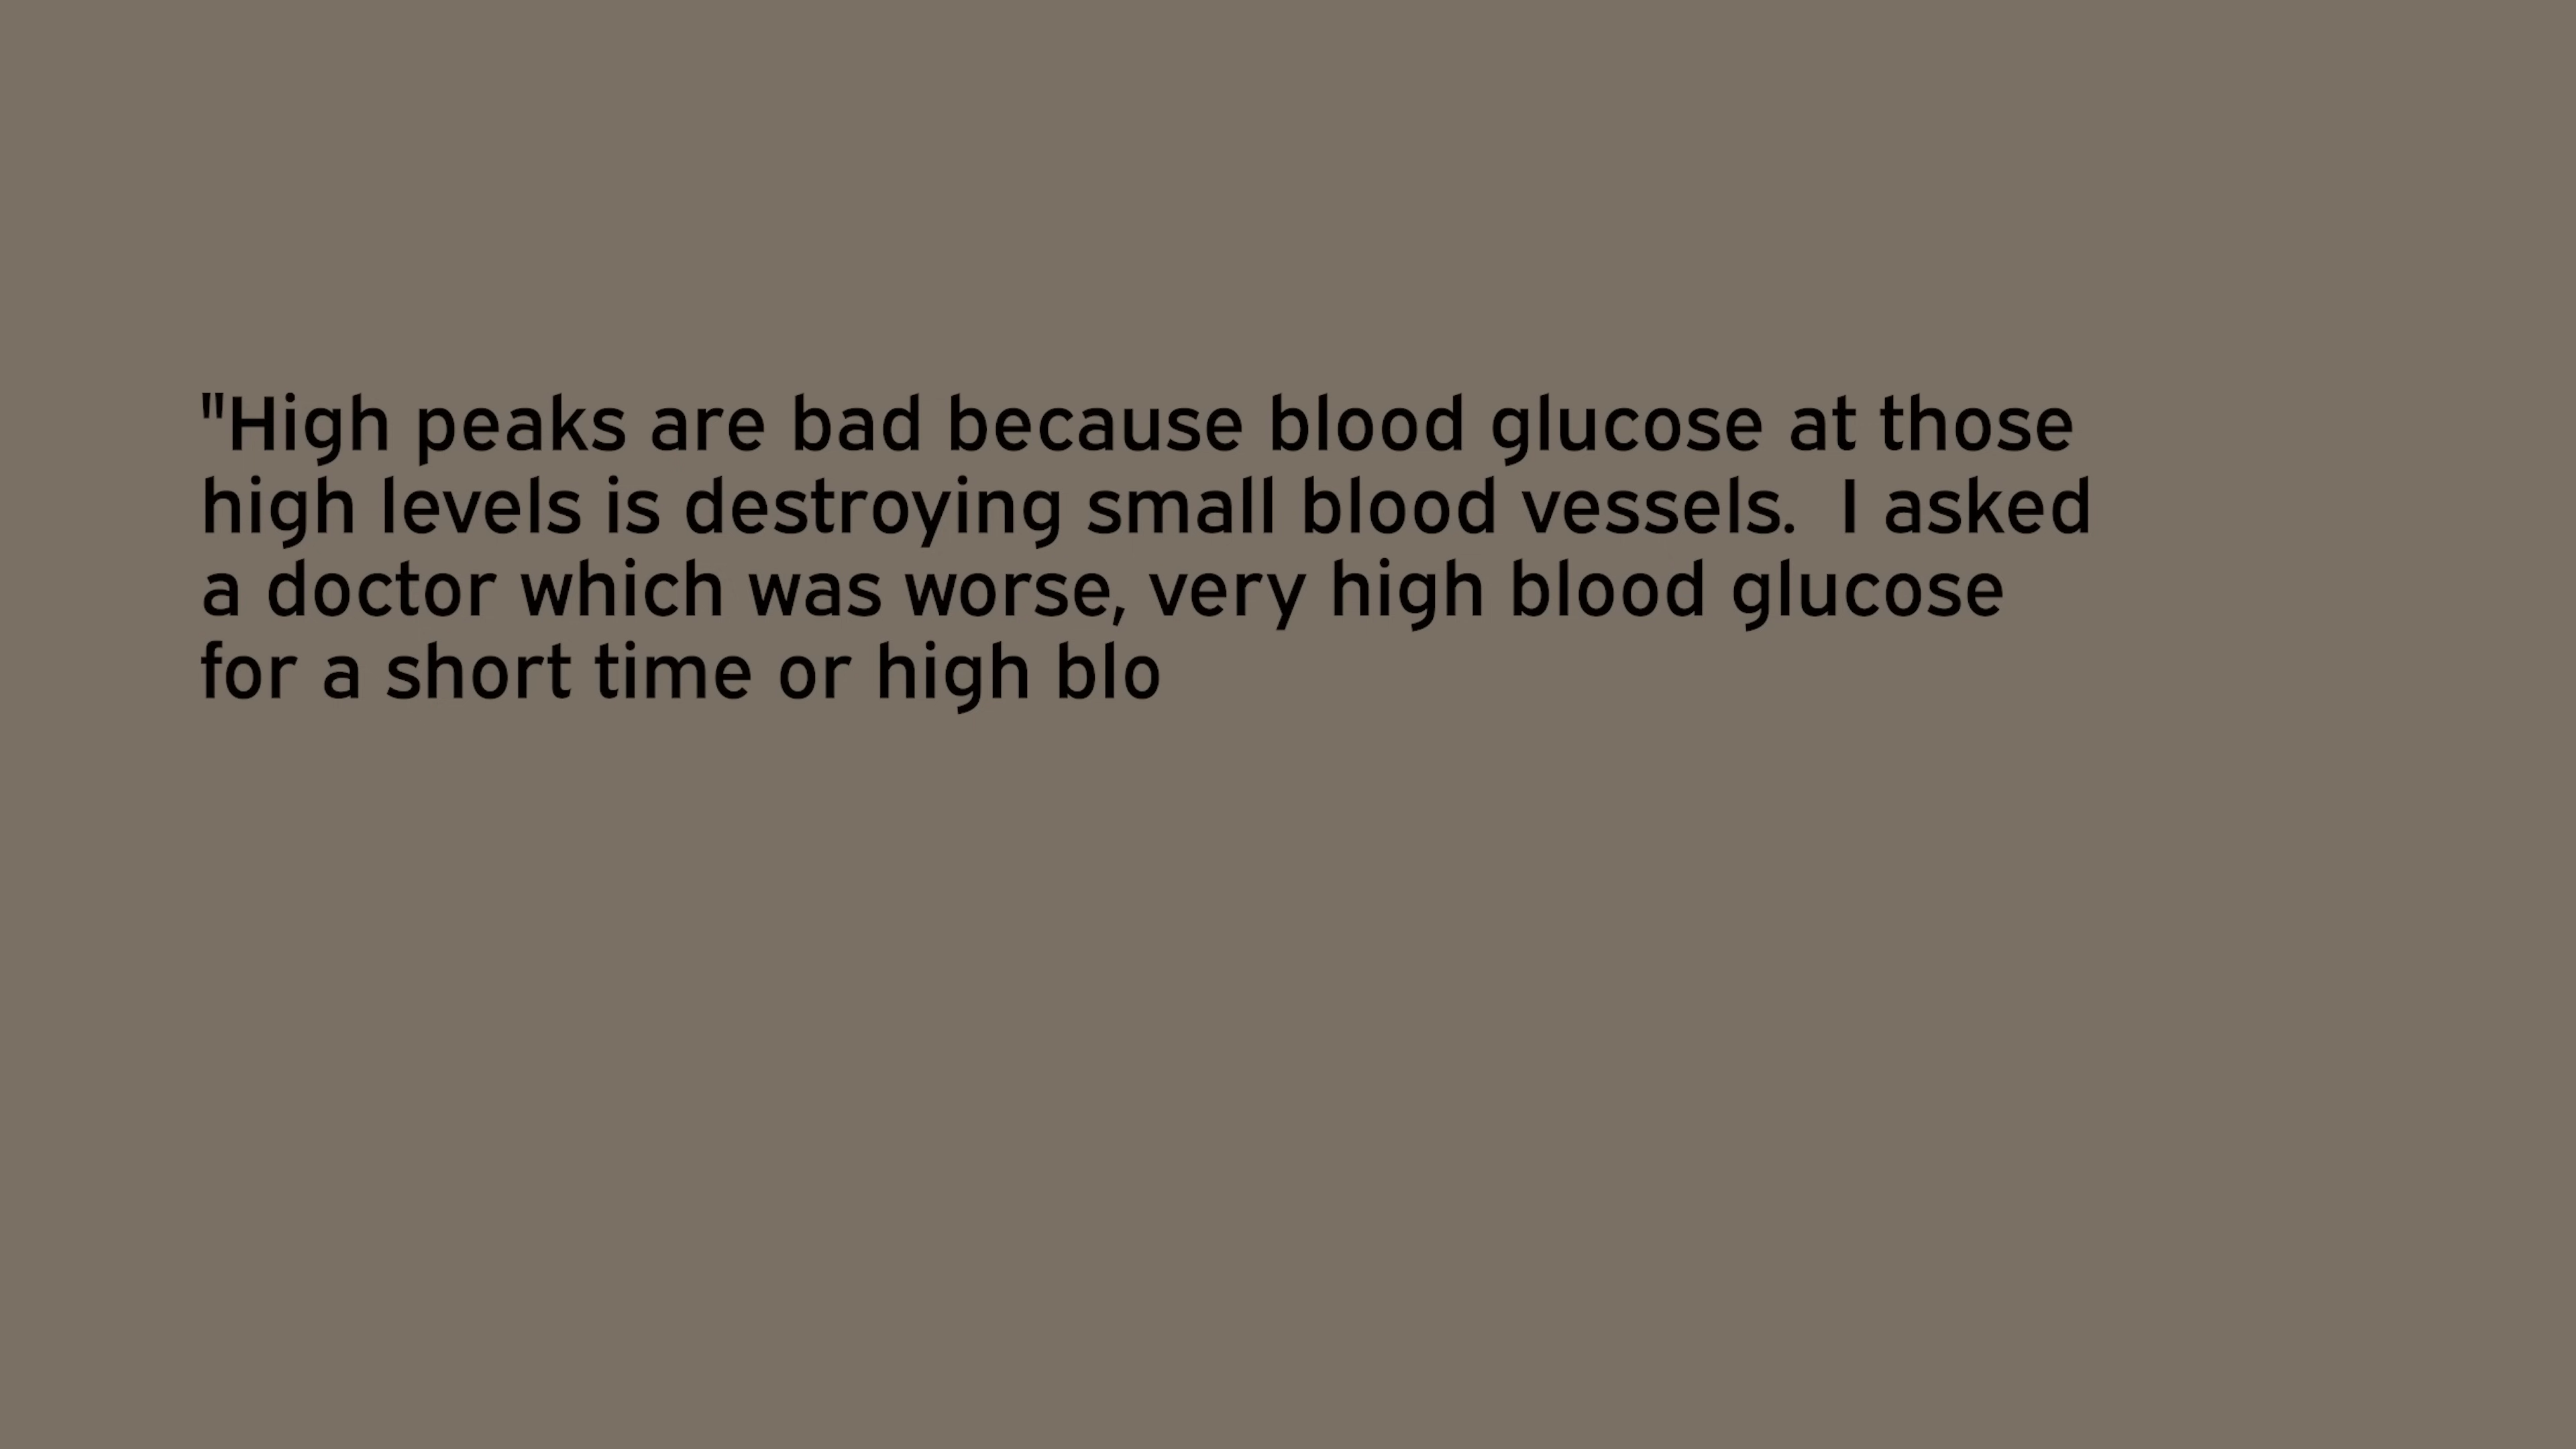 "High peaks are bad because blood glucose at those
high levels is destroying small blood vessels.  I asked
a doctor which was worse, very high blood glucose
for a short time or high blo